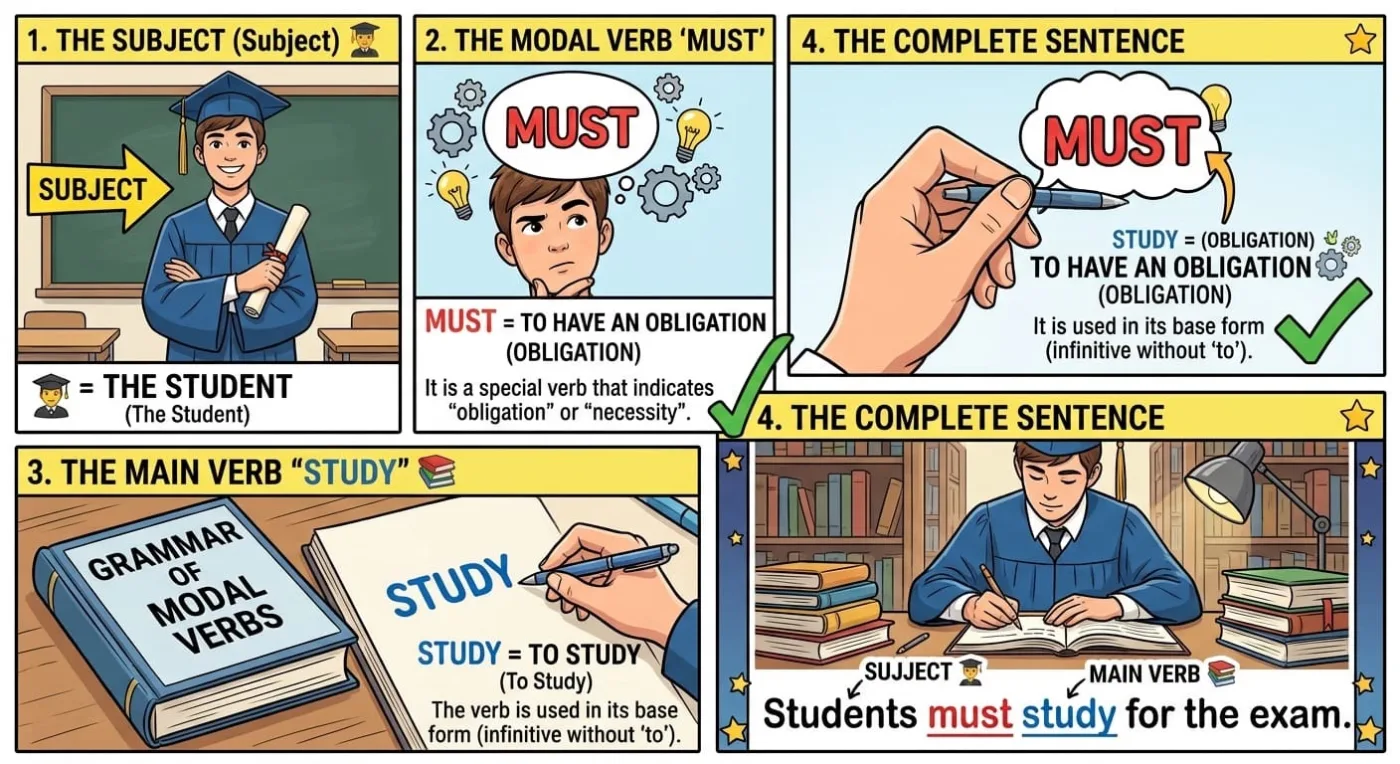 1. THE SUBJECT (Subject)
SUBJECT
= THE STUDENT
(The Student)
2. THE MODAL VERB ‘MUST’
MUST
MUST = TO HAVE AN OBLIGATION
(OBLIGATION)
It is a special verb that indicates
“obligation” or “necessity”.
4. THE COMPLETE SENTENCE
MUST
STUDY = (OBLIGATION)
TO HAVE AN OBLIGATION
(OBLIGATION)
It is used in its base form
(infinitive without ‘to’).
3. THE MAIN VERB “STUDY”
GRAMMAR
OF
MODAL
VERBS
STUDY
STUDY = TO STUDY
(To Study)
The verb is used in its base
form (infinitive without ‘to’).
4. THE COMPLETE SENTENCE
SUJJECT
MAIN VERB
Students must study for the exam.